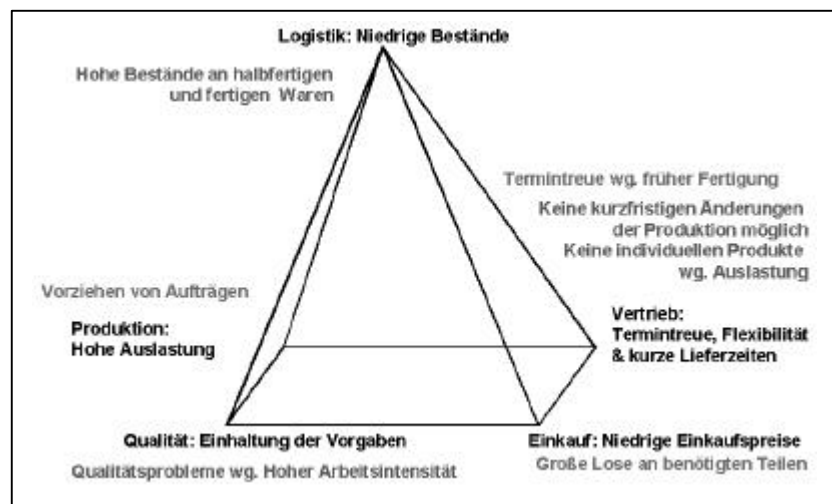 Logistik: Niedrige Bestände
Hohe Bestände an halbfertigen
und fertigen Waren
Termintreue wg. früher Fertigung
Keine kurzfristigen Änderungen
der Produktion möglich
Keine individuellen Produkte
wg. Auslastung
Vorziehen von Aufträgen
Produktion:
Hohe Auslastung
Vertrieb:
Termintreue, Flexibilität
& kurze Lieferzeiten
Qualität: Einhaltung der Vorgaben
Qualitätsprobleme wg. Hoher Arbeitsintensität
Einkauf: Niedrige Einkaufspreise
Große Lose an benötigten Teilen